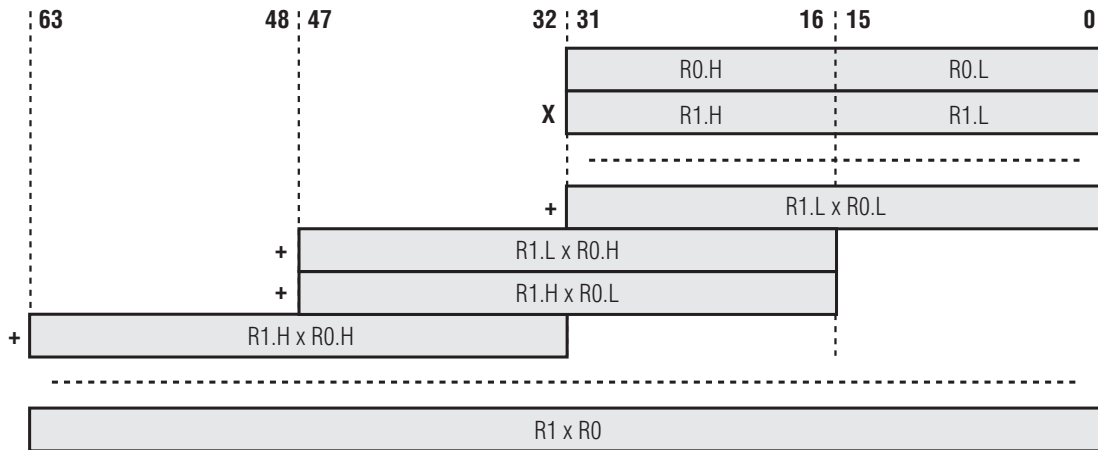 63 48 47 32 31 16 15 0
R0.H R0.L
X R1.H R1.L
+ R1.L x R0.L
+ R1.L x R0.H
+ R1.H x R0.L
+ R1.H x R0.H
R1 x R0